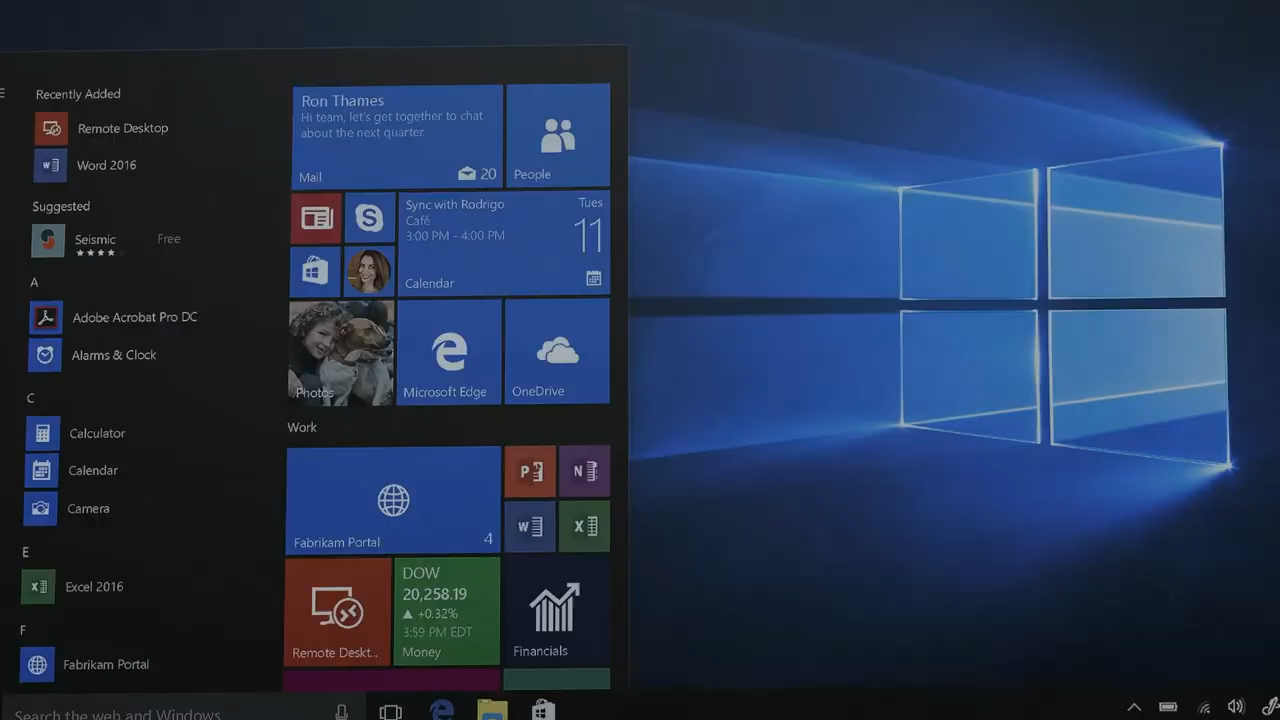 Recently Added
Remote Desktop
Word 2016
Suggested
Seismic
Free
A
Adobe Acrobat Pro DC
Alarms & Clock
C
Calculator
Calendar
Camera
E
Excel 2016
F
Fabrikam Portal
Ron Thames
Hi team, let's get together to chat
about the next quarter
Mail
20
People
Sync with Rodrigo
Tues
Café
3:00 PM - 4:00 PM
11
Calendar
Photos
Microsoft Edge
OneDrive
Work
Fabrikam Portal
4
P
N
W
X
Remote Deskt...
DOW
20,258.19
▲ +0.32%
3:59 PM EDT
Money
Financials
Search the web and Windows